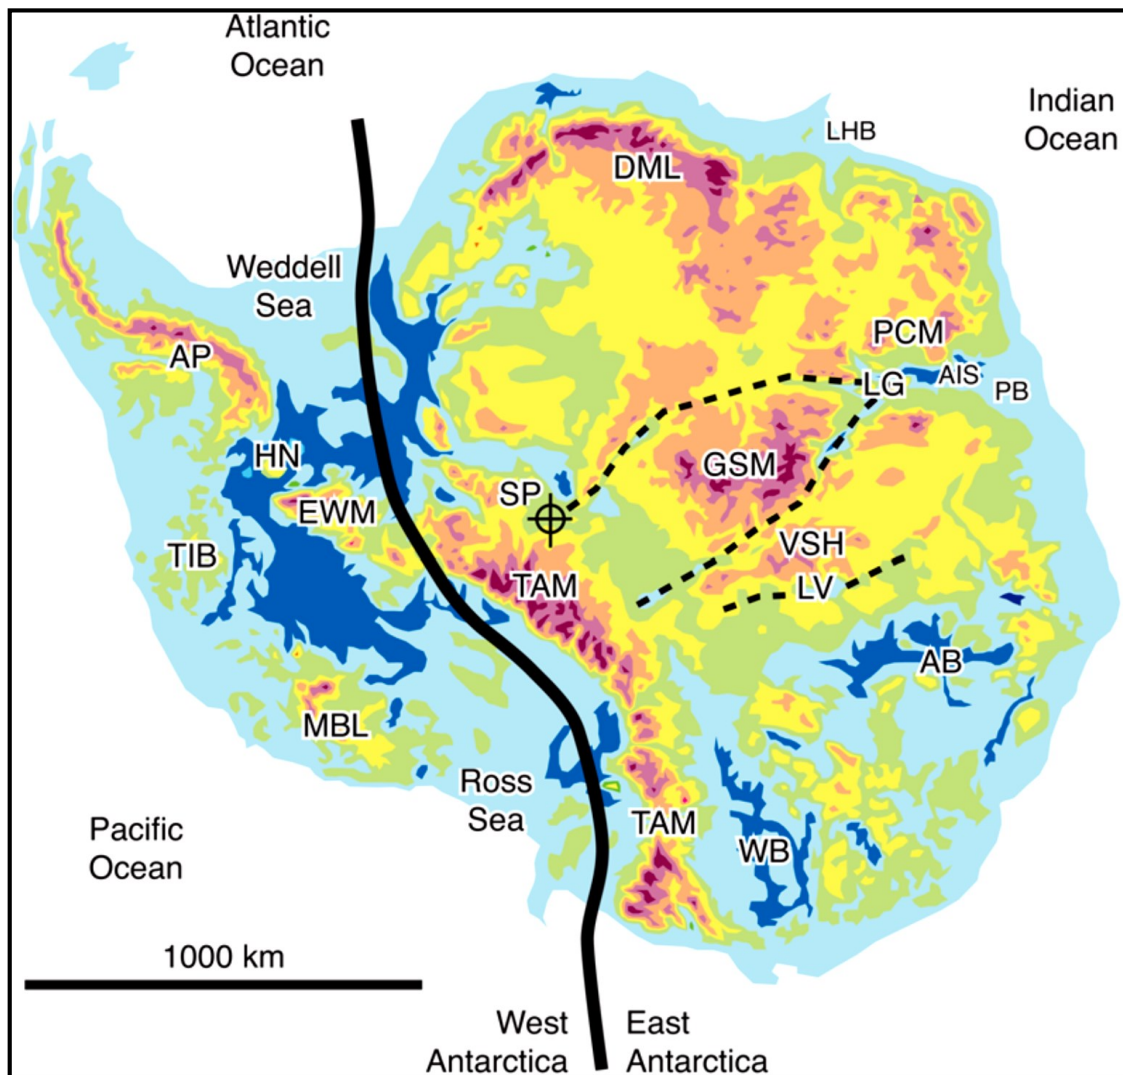 Atlantic
Ocean
Indian
Ocean
LHB
DML
Weddell
Sea
PCM
AP
LG
AIS
PB
HN
GSM
SP
EWM
VSH
TIB
TAM
LV
AB
MBL
Ross
Sea
TAM
Pacific
Ocean
WB
1000 km
West
Antarctica
East
Antarctica